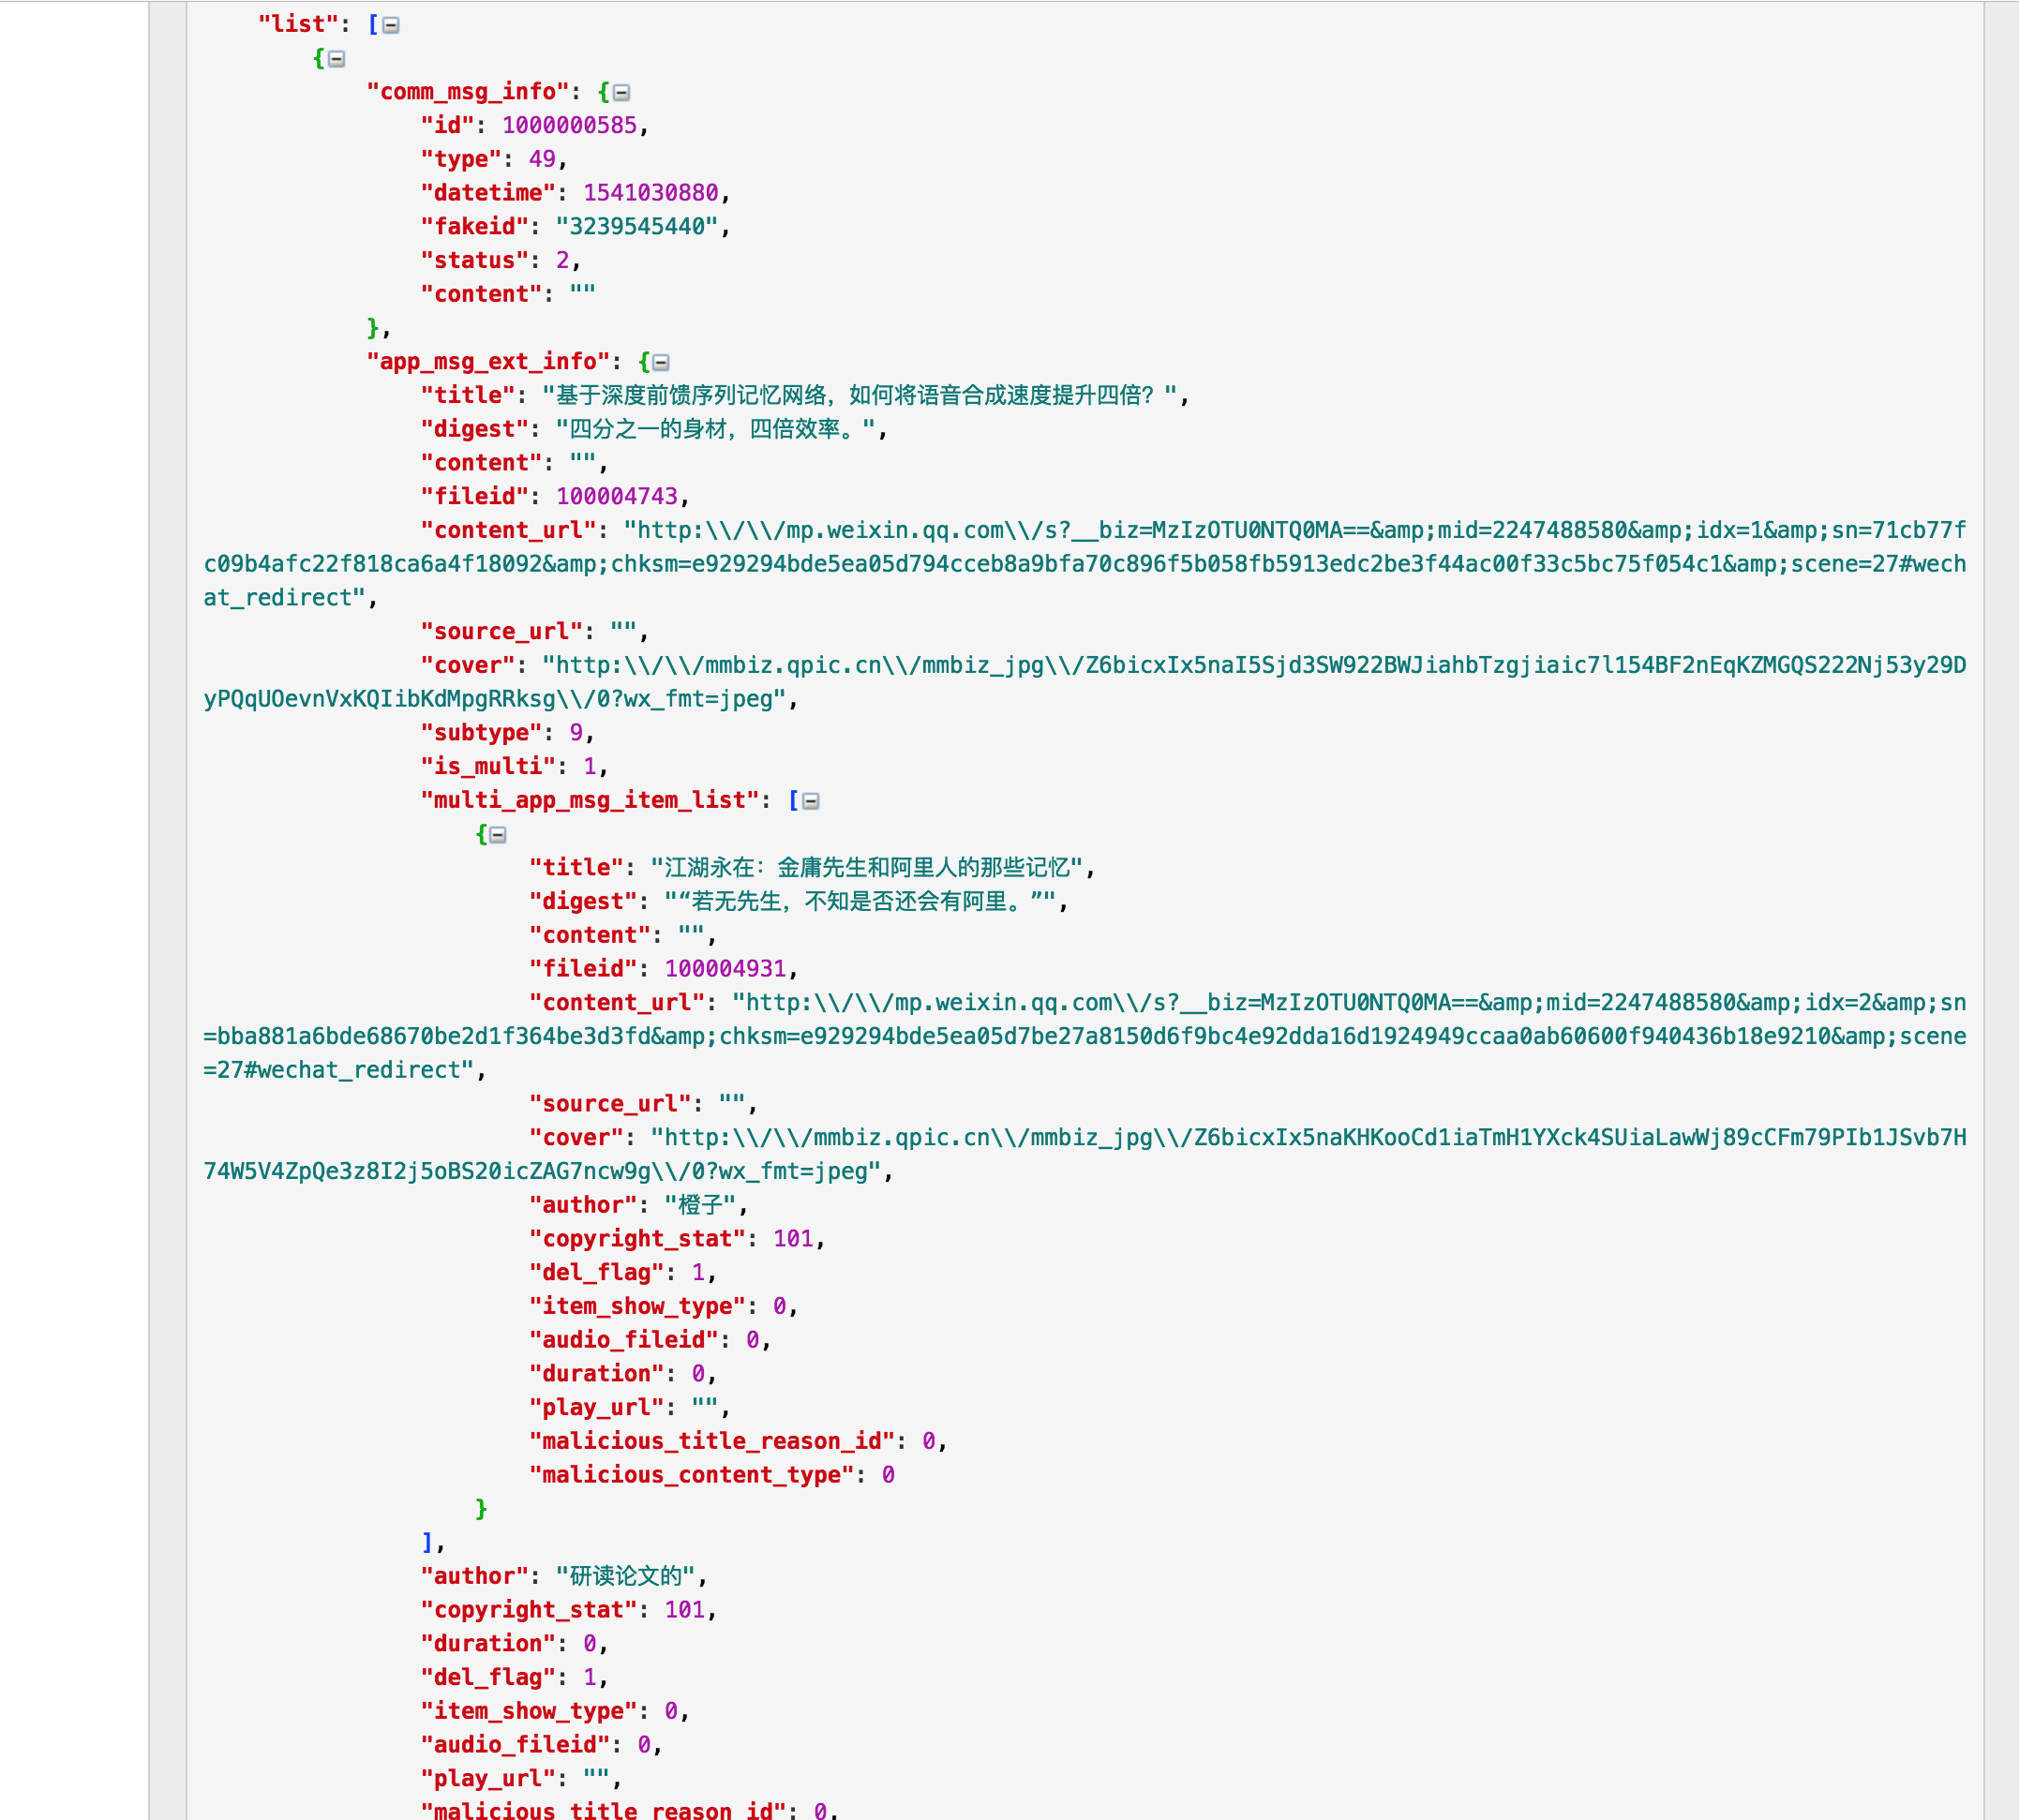 "list": [
{
"comm_msg_info": {
"id": 1000000585,
"type": 49,
"datetime": 1541030880,
"fakeid": "3239545440",
"status": 2,
"content": ""
},
"app_msg_ext_info": {
"title": "基于深度前馈序列记忆网络，如何将语音合成速度提升四倍？",
"digest": "四分之一的身材，四倍效率。",
"content": "",
"fileid": 100004743,
"content_url": "http:\\/\\/mp.weixin.qq.com\\/s?__biz=MzIzOTU0NTQ0MA==&amp;mid=2247488580&amp;idx=1&amp;sn=71cb77f
c09b4afc22f818ca6a4f18092&amp;chksm=e929294bde5ea05d794cceb8a9bfa70c896f5b058fb5913edc2be3f44ac00f33c5bc75f054c1&amp;scene=27#wech
at_redirect",
"source_url": "",
"cover": "http:\\/\\/mmbiz.qpic.cn\\/mmbiz_jpg\\/Z6bicxIx5naI5Sjd3SW922BWJiahbTzgjiaic7l154BF2nEqKZMGQS222Nj53y29D
yPQqUOevnVxKQIibKdMpgRRksg\\/0?wx_fmt=jpeg",
"subtype": 9,
"is_multi": 1,
"multi_app_msg_item_list": [
{
"title": "江湖永在：金庸先生和阿里人的那些记忆",
"digest": "“若无先生，不知是否还会有阿里。”",
"content": "",
"fileid": 100004931,
"content_url": "http:\\/\\/mp.weixin.qq.com\\/s?__biz=MzIzOTU0NTQ0MA==&amp;mid=2247488580&amp;idx=2&amp;sn
=bba881a6bde68670be2d1f364be3d3fd&amp;chksm=e929294bde5ea05d7be27a8150d6f9bc4e92dda16d1924949ccaa0ab60600f940436b18e9210&amp;scene
=27#wechat_redirect",
"source_url": "",
"cover": "http:\\/\\/mmbiz.qpic.cn\\/mmbiz_jpg\\/Z6bicxIx5naKHKooCd1iaTmH1YXck4SUiaLawWj89cCFm79PIb1JSvb7H
74W5V4ZpQe3z8I2j5oBS20icZAG7ncw9g\\/0?wx_fmt=jpeg",
"author": "橙子",
"copyright_stat": 101,
"del_flag": 1,
"item_show_type": 0,
"audio_fileid": 0,
"duration": 0,
"play_url": "",
"malicious_title_reason_id": 0,
"malicious_content_type": 0
}
],
"author": "研读论文的",
"copyright_stat": 101,
"duration": 0,
"del_flag": 1,
"item_show_type": 0,
"audio_fileid": 0,
"play_url": "",
"malicious_title_reason_id": 0,